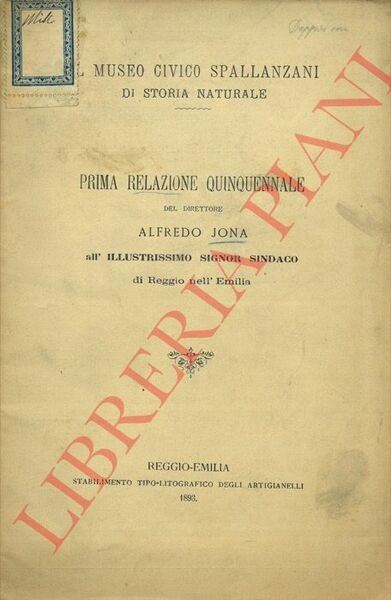 L MUSEO CIVICO SPALLANZANI
DI STORIA NATURALE
PRIMA RELAZIONE QUINQUENNALE
DEL DIRETTORE
ALFREDO JONA
all' ILLUSTRISSIMO SIGNOR SINDACO
di Reggio nell' Emilia
REGGIO-EMILIA
STABILIMENTO TIPO-LITOGRAFICO DEGLI ARTIGIANELLI
1893.
LIBRERIA PIANI